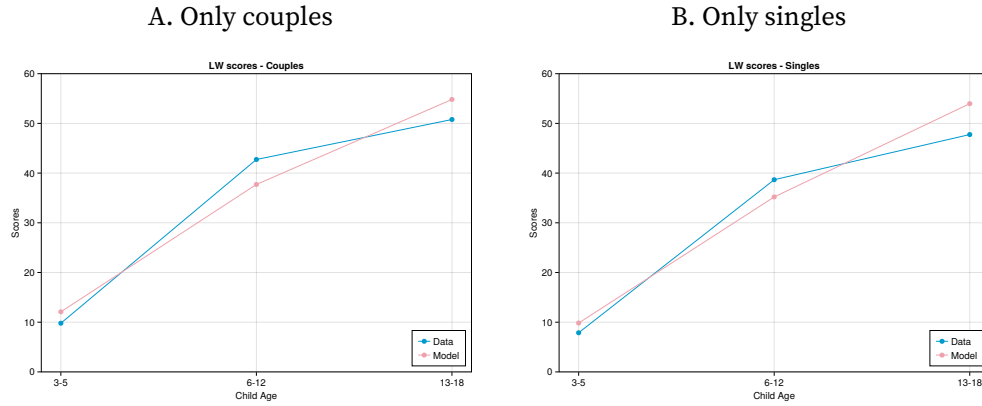 A. Only couples
LW scores - Couples
60
50
40
30
20
10
0
Scores
3-5
6-12
13-18
Child Age
Data
Model
B. Only singles
LW scores - Singles
60
50
40
30
20
10
0
Scores
3-5
6-12
13-18
Child Age
Data
Model